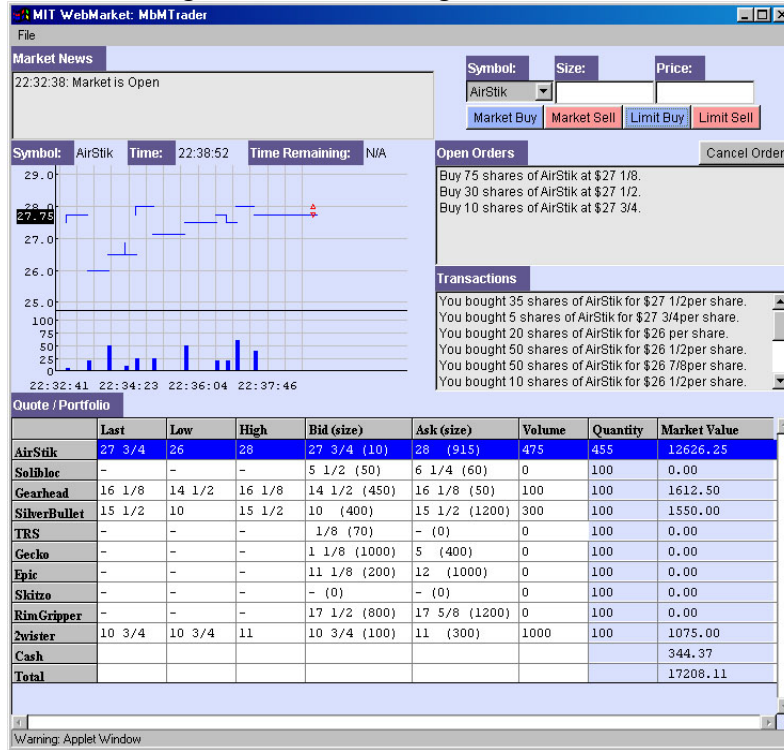 MIT WebMarket: MbMTrader
File
Market News
22:32:38: Market is Open
Symbol: Size: Price:
AirStik
Market Buy Market Sell Limit Buy Limit Sell
Symbol: AirStik Time: 22:38:52 Time Remaining: N/A
29.0
28.0
27.75
27.0
26.0
25.0
100
75
50
25
0
22:32:41 22:34:23 22:36:04 22:37:46
Open Orders Cancel Order
Buy 75 shares of AirStik at $27 1/8.
Buy 30 shares of AirStik at $27 1/2.
Buy 10 shares of AirStik at $27 3/4.
Transactions
You bought 35 shares of AirStik for $27 1/2per share.
You bought 5 shares of AirStik for $27 3/4per share.
You bought 20 shares of AirStik for $26 per share.
You bought 50 shares of AirStik for $26 1/2per share.
You bought 50 shares of AirStik for $26 7/8per share.
You bought 10 shares of AirStik for $26 1/2per share.
Quote / Portfolio
Last Low High Bid (size) Ask (size) Volume Quantity Market Value
AirStik 27 3/4 26 28 27 3/4 (10) 28 (915) 475 455 12626.25
Solibloc - - - 5 1/2 (50) 6 1/4 (60) 0 100 0.00
Gearhead 16 1/8 14 1/2 16 1/8 14 1/2 (450) 16 1/8 (50) 100 100 1612.50
SilverBullet 15 1/2 10 15 1/2 10 (400) 15 1/2 (1200) 300 100 1550.00
TRS - - - 1/8 (70) - (0) 0 100 0.00
Gecko - - - 1 1/8 (1000) 5 (400) 0 100 0.00
Epic - - - 11 1/8 (200) 12 (1000) 0 100 0.00
Skitzo - - - - (0) - (0) 0 100 0.00
RimGripper - - - 17 1/2 (800) 17 5/8 (1200) 0 100 0.00
2wister 10 3/4 10 3/4 11 10 3/4 (100) 11 (300) 1000 100 1075.00
Cash 344.37
Total 17208.11
Warning: Applet Window